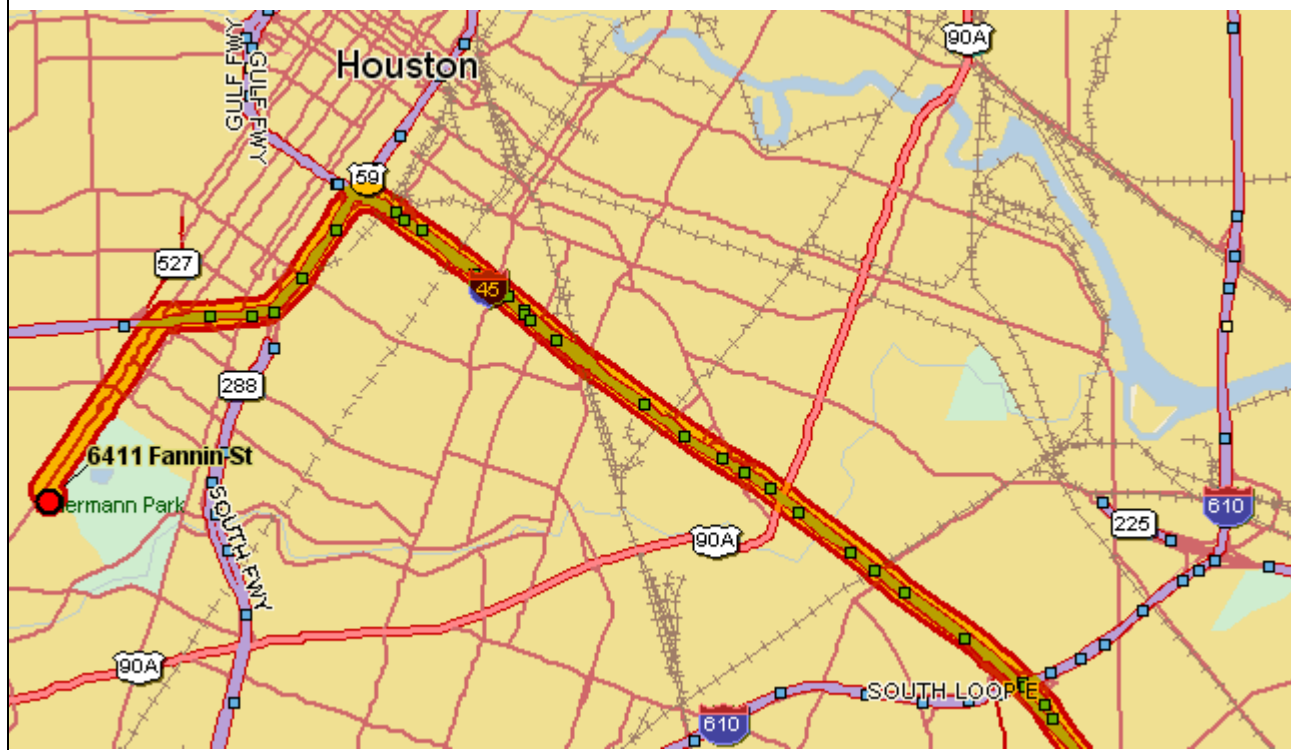 GULF FWY
GULF FWY
Houston
90A
59
527
45
288
6411 Fannin St
ermann Park
SOUTH FWY
90A
610
225
90A
SOUTH LOOP E
610